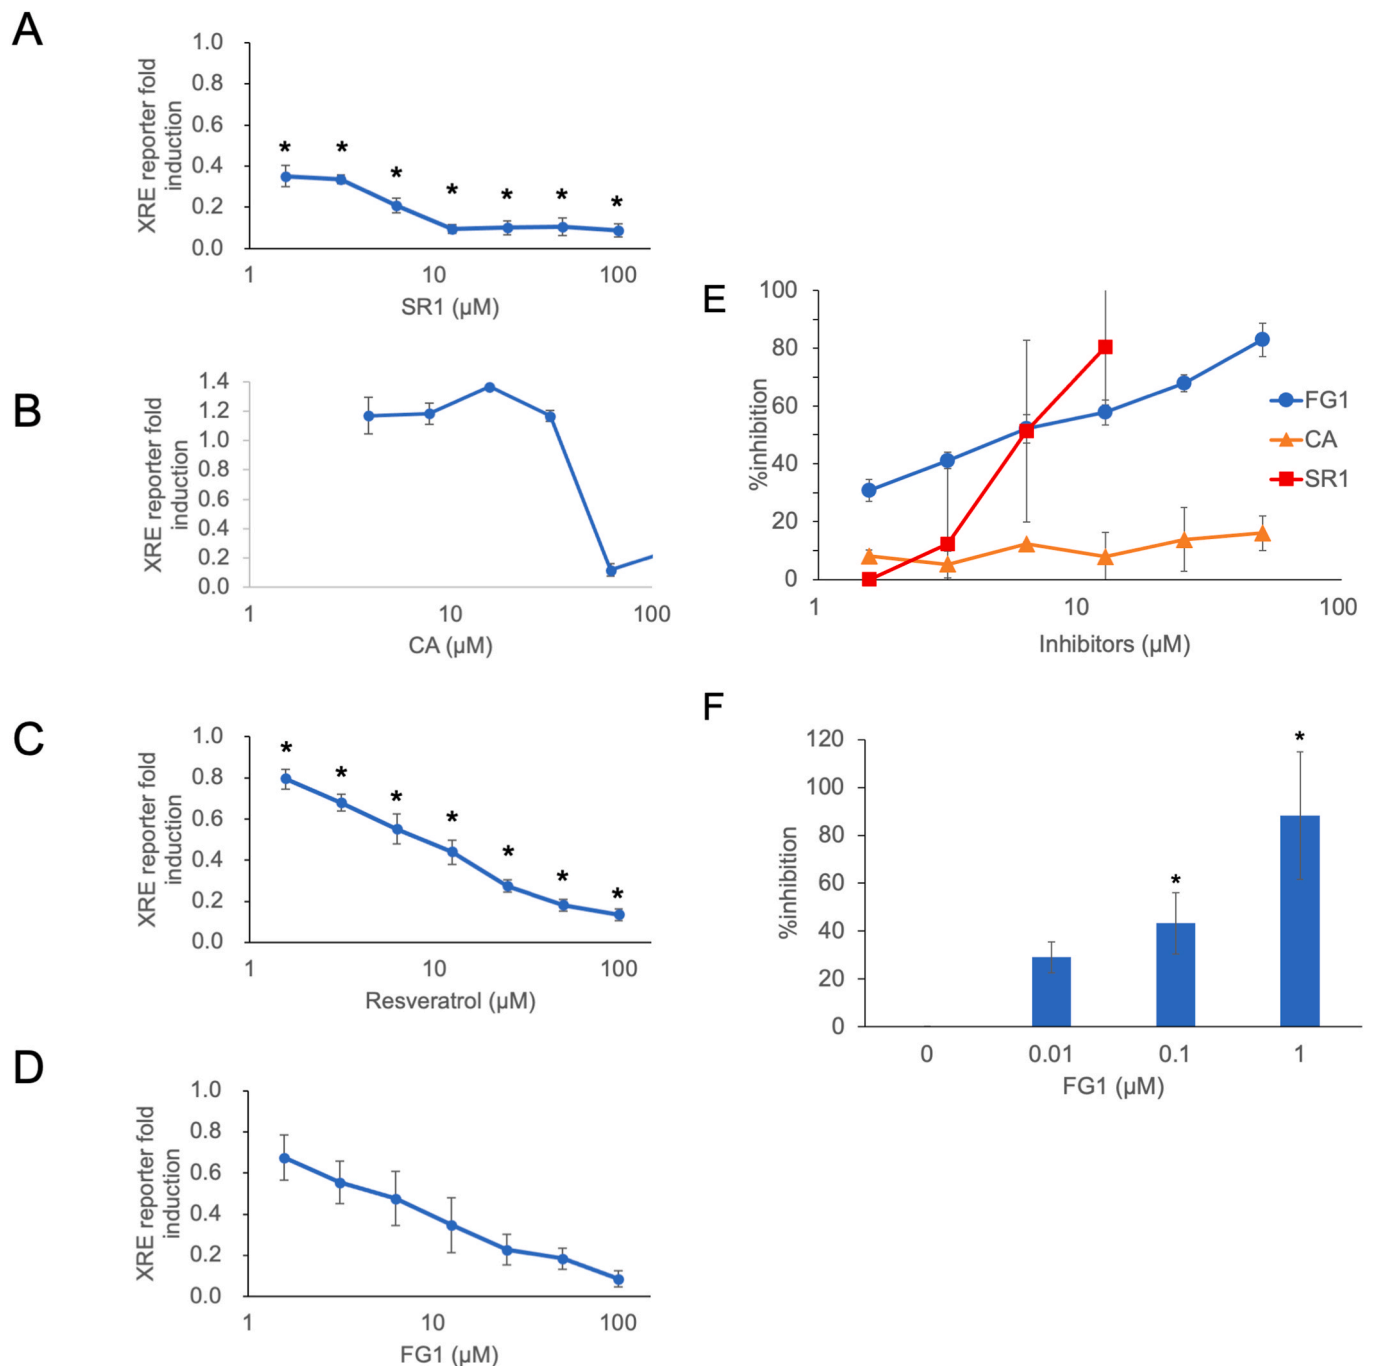 A
XRE reporter fold
induction
1.0
0.8
0.6
0.4
0.2
0.0
* * * * * * *
1 10 100
SR1 (µM)
B
XRE reporter fold
induction
1.4
1.2
1.0
0.8
0.6
0.4
0.2
0.0
1 10 100
CA (µM)
C
XRE reporter fold
induction
1.0
0.8
0.6
0.4
0.2
0.0
* * * * * * *
1 10 100
Resveratrol (µM)
D
XRE reporter fold
induction
1.0
0.8
0.6
0.4
0.2
0.0
1 10 100
FG1 (µM)
E
%inhibition
100
80
60
40
20
0
1 10 100
Inhibitors (µM)
FG1
CA
SR1
F
%inhibition
120
100
80
60
40
20
0
* *
0 0.01 0.1 1
FG1 (µM)